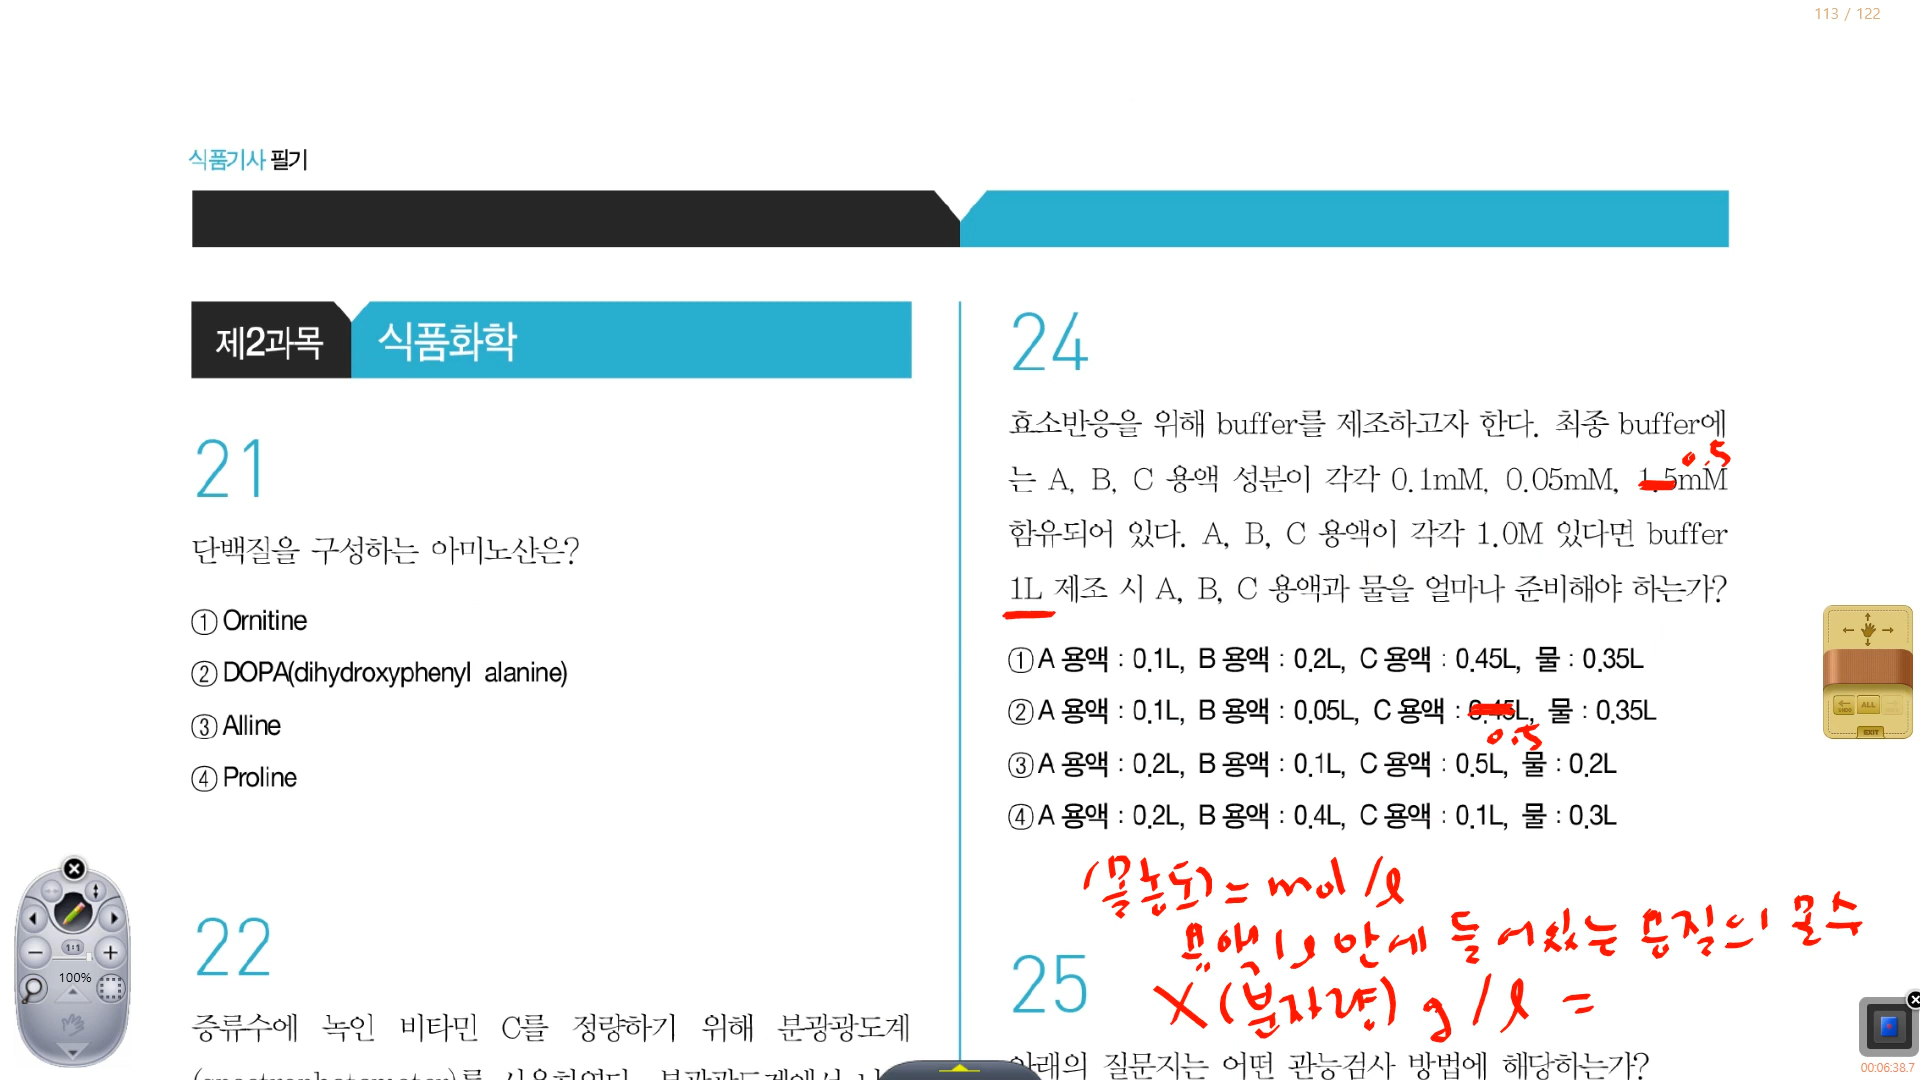 113 / 122
식품기사 필기
제2과목 식품화학
21
단백질을 구성하는 아미노산은?
① Ornitine
② DOPA(dihydroxyphenyl alanine)
③ Alline
④ Proline
22
증류수에 녹인 비타민 C를 정량하기 위해 분광광도계
24
효소반응을 위해 buffer를 제조하고자 한다. 최종 buffer에
0.5
는 A, B, C 용액 성분이 각각 0.1mM, 0.05mM, 1.5mM
함유되어 있다. A, B, C 용액이 각각 1.0M 있다면 buffer
1L 제조 시 A, B, C 용액과 물을 얼마나 준비해야 하는가?
① A 용액 : 0.1L, B 용액 : 0.2L, C 용액 : 0.45L, 물 : 0.35L
② A 용액 : 0.1L, B 용액 : 0.05L, C 용액 : 0.45L, 물 : 0.35L
0.5
③ A 용액 : 0.2L, B 용액 : 0.1L, C 용액 : 0.5L, 물 : 0.2L
④ A 용액 : 0.2L, B 용액 : 0.4L, C 용액 : 0.1L, 물 : 0.3L
(몰농도) = mol/l
용액 1l 안에 들어있는 용질의 몰수
X (분자량) g/l =
25
아래의 질문지는 어떤 관능검사 방법에 해당하는가?
1:1
100%
ALL
EXIT
00:06:38.7